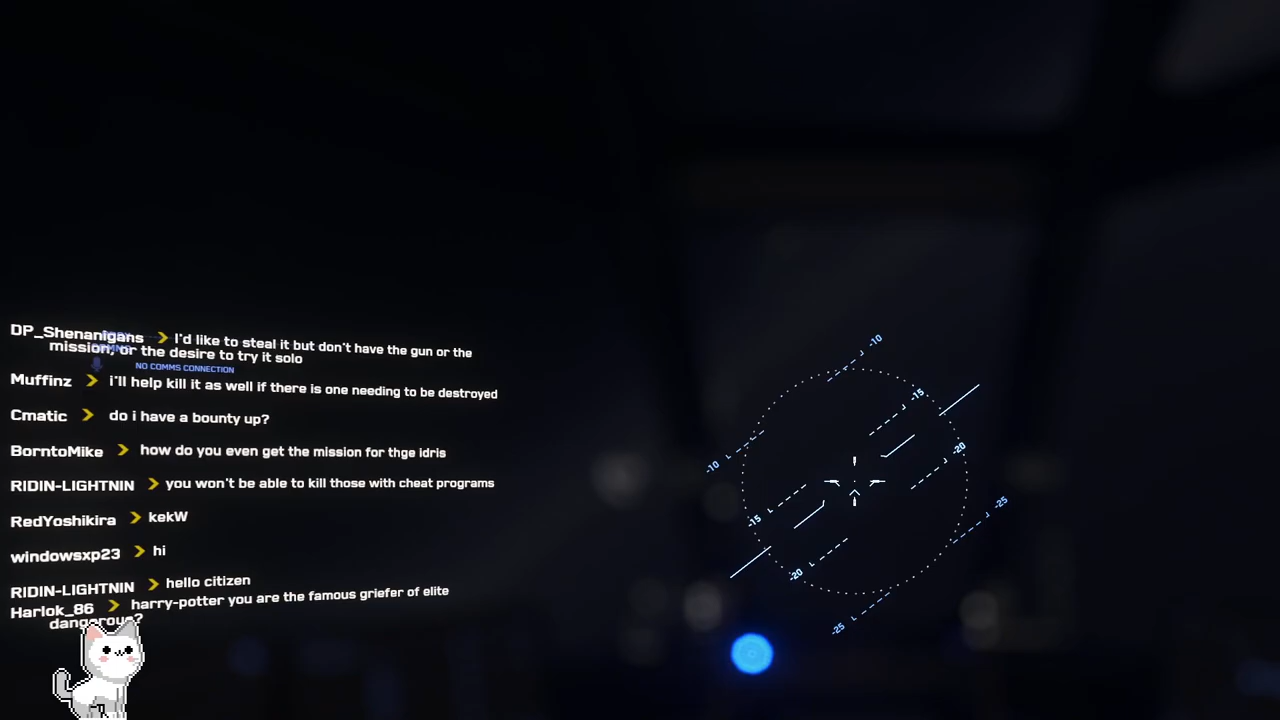 DP_Shenanigans > I'd like to steal it but don't have the gun or the
mission, or the desire to try it solo
NO COMMS CONNECTION
Muffinz > i'll help kill it as well if there is one needing to be destroyed
Cmatic > do i have a bounty up?
BorntoMike > how do you even get the mission for thge idris
RIDIN-LIGHTNIN > you won't be able to kill those with cheat programs
RedYoshikira > kekW
windowsxp23 > hi
RIDIN-LIGHTNIN > hello citizen
Harlok_86 > harry-potter you are the famous griefer of elite
dangerous?
-10
-15
-10
-20
-25
-15
-20
-25